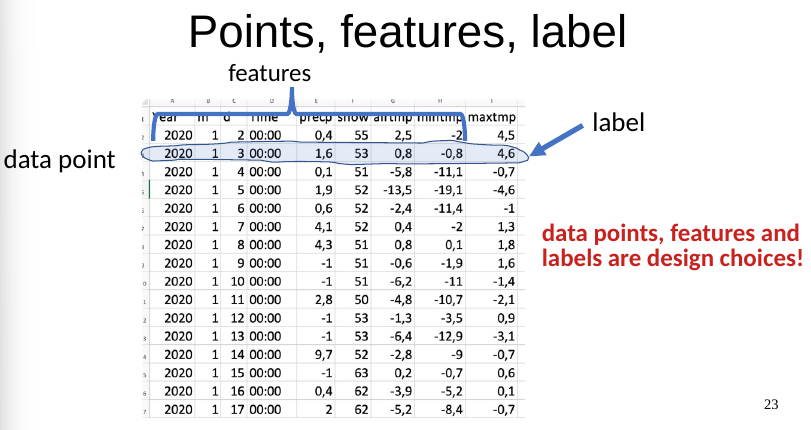 Points, features, label
features
A B C D E F G H I
Year m d Time precp snow airtmp mintmp maxtmp
2020 1 2 00:00 0,4 55 2,5 -2 4,5
2020 1 3 00:00 1,6 53 0,8 -0,8 4,6
2020 1 4 00:00 0,1 51 -5,8 -11,1 -0,7
2020 1 5 00:00 1,9 52 -13,5 -19,1 -4,6
2020 1 6 00:00 0,6 52 -2,4 -11,4 -1
2020 1 7 00:00 4,1 52 0,4 -2 1,3
2020 1 8 00:00 4,3 51 0,8 0,1 1,8
2020 1 9 00:00 -1 51 -0,6 -1,9 1,6
2020 1 10 00:00 -1 51 -6,2 -11 -1,4
2020 1 11 00:00 2,8 50 -4,8 -10,7 -2,1
2020 1 12 00:00 -1 53 -1,3 -3,5 0,9
2020 1 13 00:00 -1 53 -6,4 -12,9 -3,1
2020 1 14 00:00 9,7 52 -2,8 -9 -0,7
2020 1 15 00:00 -1 63 0,2 -0,7 0,6
2020 1 16 00:00 0,4 62 -3,9 -5,2 0,1
2020 1 17 00:00 2 62 -5,2 -8,4 -0,7
data point
label
data points, features and
labels are design choices!
23